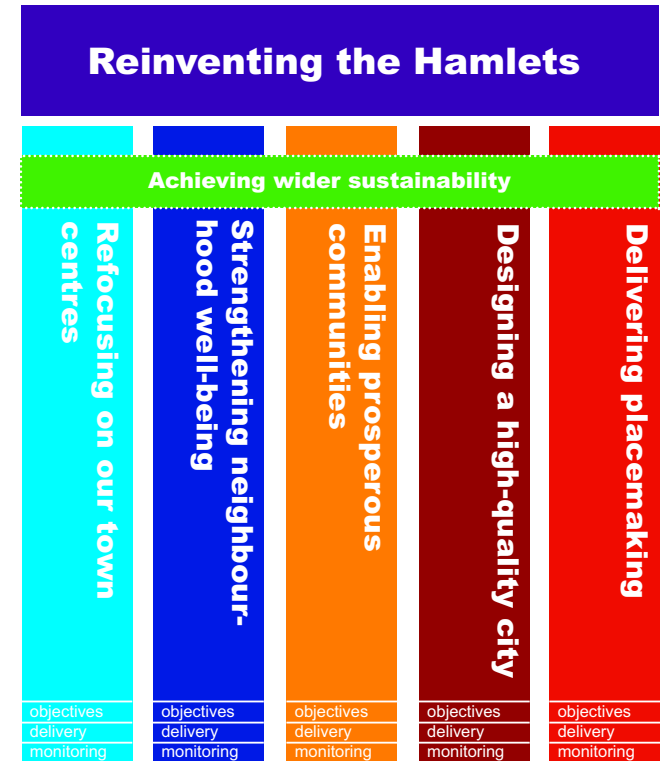 Reinventing the Hamlets
Achieving wider sustainability
Refocusing on our town
centres
Strengthening neighbour-
hood well-being
Enabling prosperous
communities
Designing a high-quality city
Delivering placemaking
objectives
delivery
monitoring
objectives
delivery
monitoring
objectives
delivery
monitoring
objectives
delivery
monitoring
objectives
delivery
monitoring